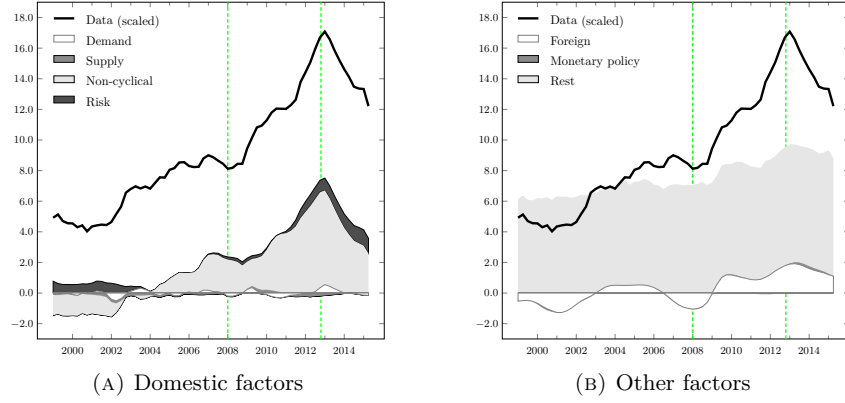 18.0
16.0
14.0
12.0
10.0
8.0
6.0
4.0
2.0
0.0
−2.0
Data (scaled)
Demand
Supply
Non-cyclical
Risk
2000 2002 2004 2006 2008 2010 2012 2014
(A) Domestic factors
18.0
16.0
14.0
12.0
10.0
8.0
6.0
4.0
2.0
0.0
−2.0
Data (scaled)
Foreign
Monetary policy
Rest
2000 2002 2004 2006 2008 2010 2012 2014
(B) Other factors